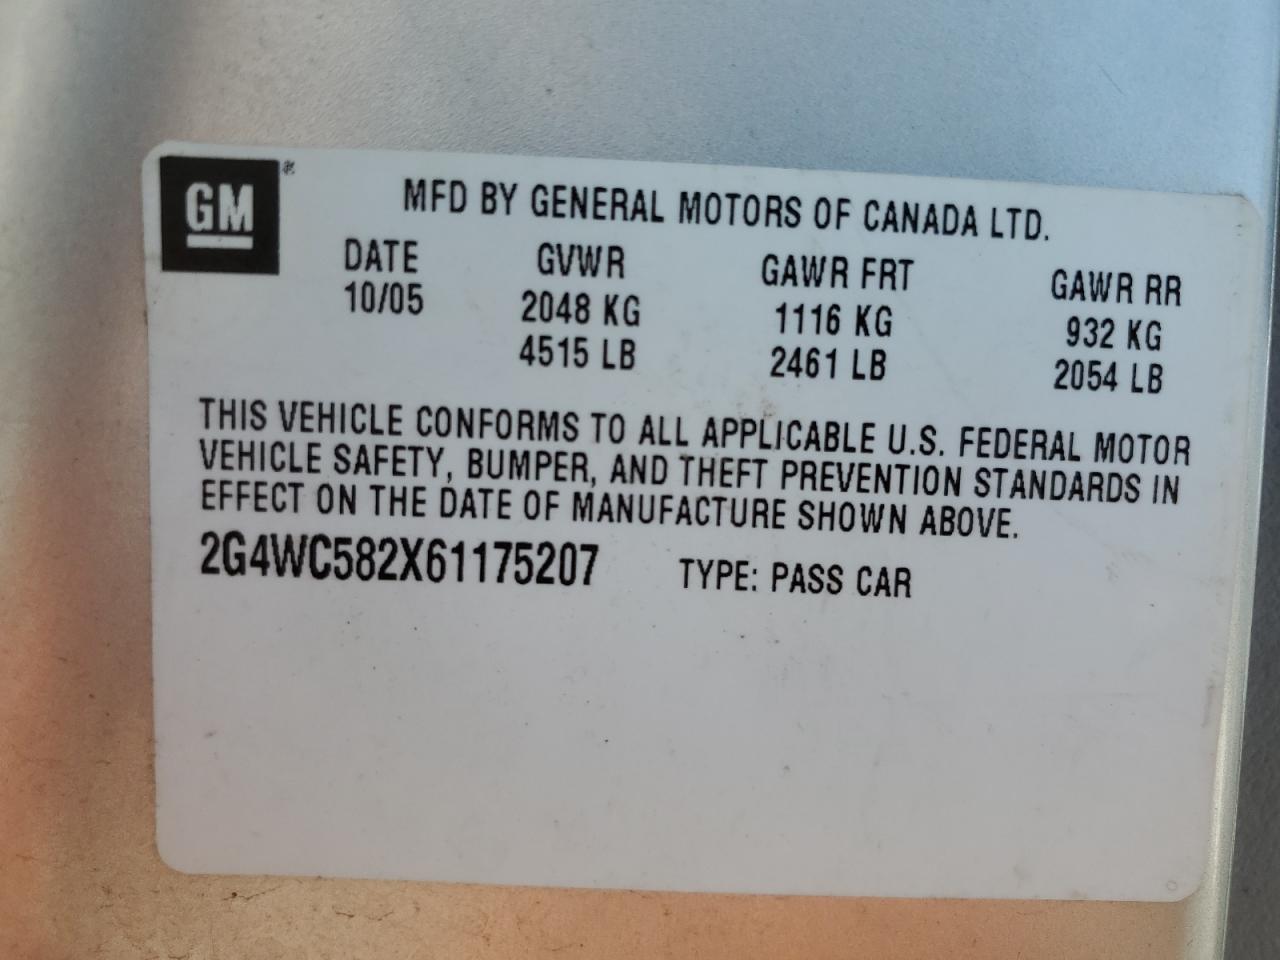 GM
MFD BY GENERAL MOTORS OF CANADA LTD.
DATE GVWR GAWR FRT GAWR RR
10/05 2048 KG 1116 KG 932 KG
4515 LB 2461 LB 2054 LB
THIS VEHICLE CONFORMS TO ALL APPLICABLE U.S. FEDERAL MOTOR
VEHICLE SAFETY, BUMPER, AND THEFT PREVENTION STANDARDS IN
EFFECT ON THE DATE OF MANUFACTURE SHOWN ABOVE.
2G4WC582X61175207 TYPE: PASS CAR